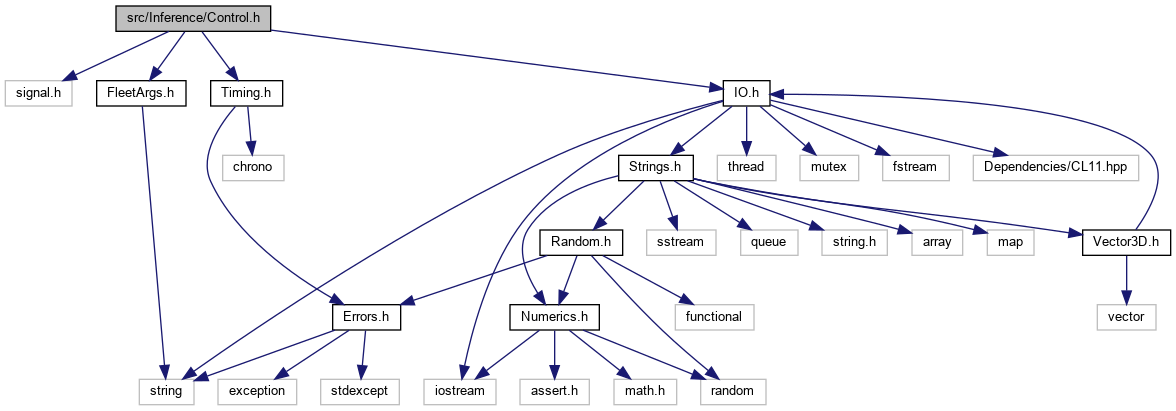 src/Inference/Control.h
signal.h
FleetArgs.h
Timing.h
IO.h
chrono
Strings.h
thread
mutex
fstream
Dependencies/CL11.hpp
Random.h
sstream
queue
string.h
array
map
Vector3D.h
Errors.h
Numerics.h
functional
vector
string
exception
stdexcept
iostream
assert.h
math.h
random